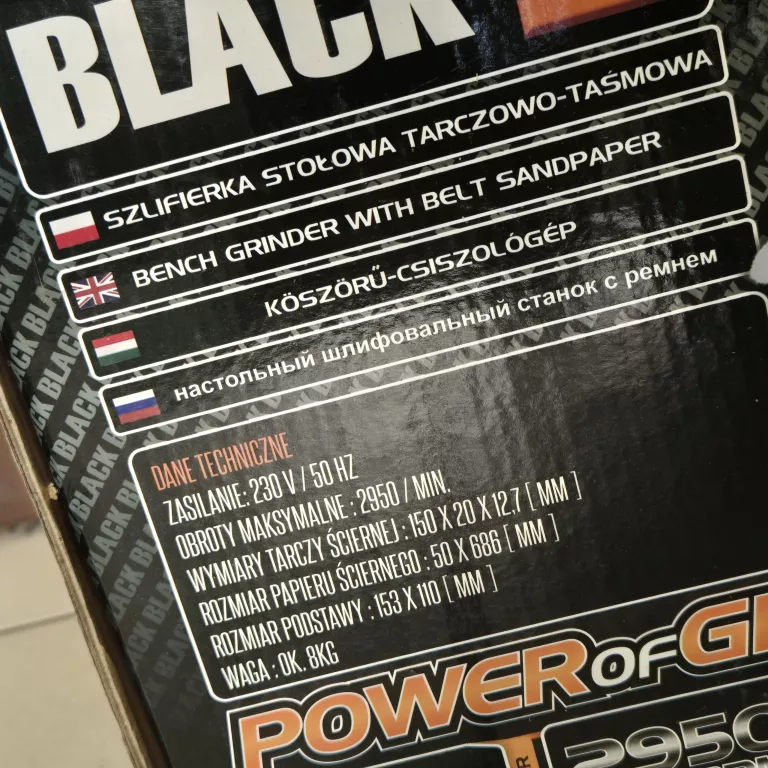 BLACK
SZLIFIERKA STOŁOWA TARCZOWO-TAŚMOWA
BENCH GRINDER WITH BELT SANDPAPER
KÖSZÖRŰ-CSISZOLÓGÉP
настольный шлифовальный станок с ремнем
DANE TECHNICZNE
ZASILANIE: 230 V / 50 HZ
OBROTY MAKSYMALNE : 2950 / MIN.
WYMIARY TARCZY ŚCIERNEJ : 150 X 20 X 12,7 [ MM ]
ROZMIAR PAPIERU ŚCIERNEGO : 50 X 686 [ MM ]
ROZMIAR PODSTAWY : 153 X 110 [ MM ]
WAGA : OK. 8KG
POWER OF
2950